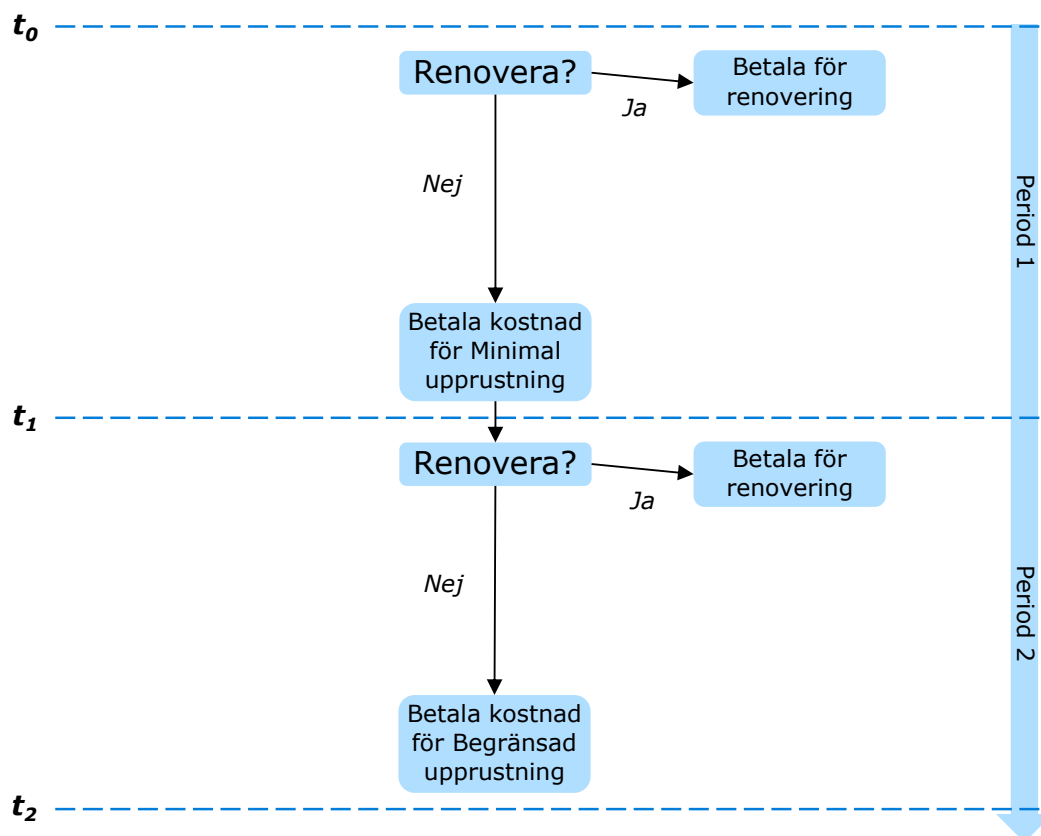 t0
Renovera?
Betala för
renovering
Ja
Nej
Period 1
Betala kostnad
för Minimal
upprustning
t1
Renovera?
Betala för
renovering
Ja
Nej
Period 2
Betala kostnad
för Begränsad
upprustning
t2